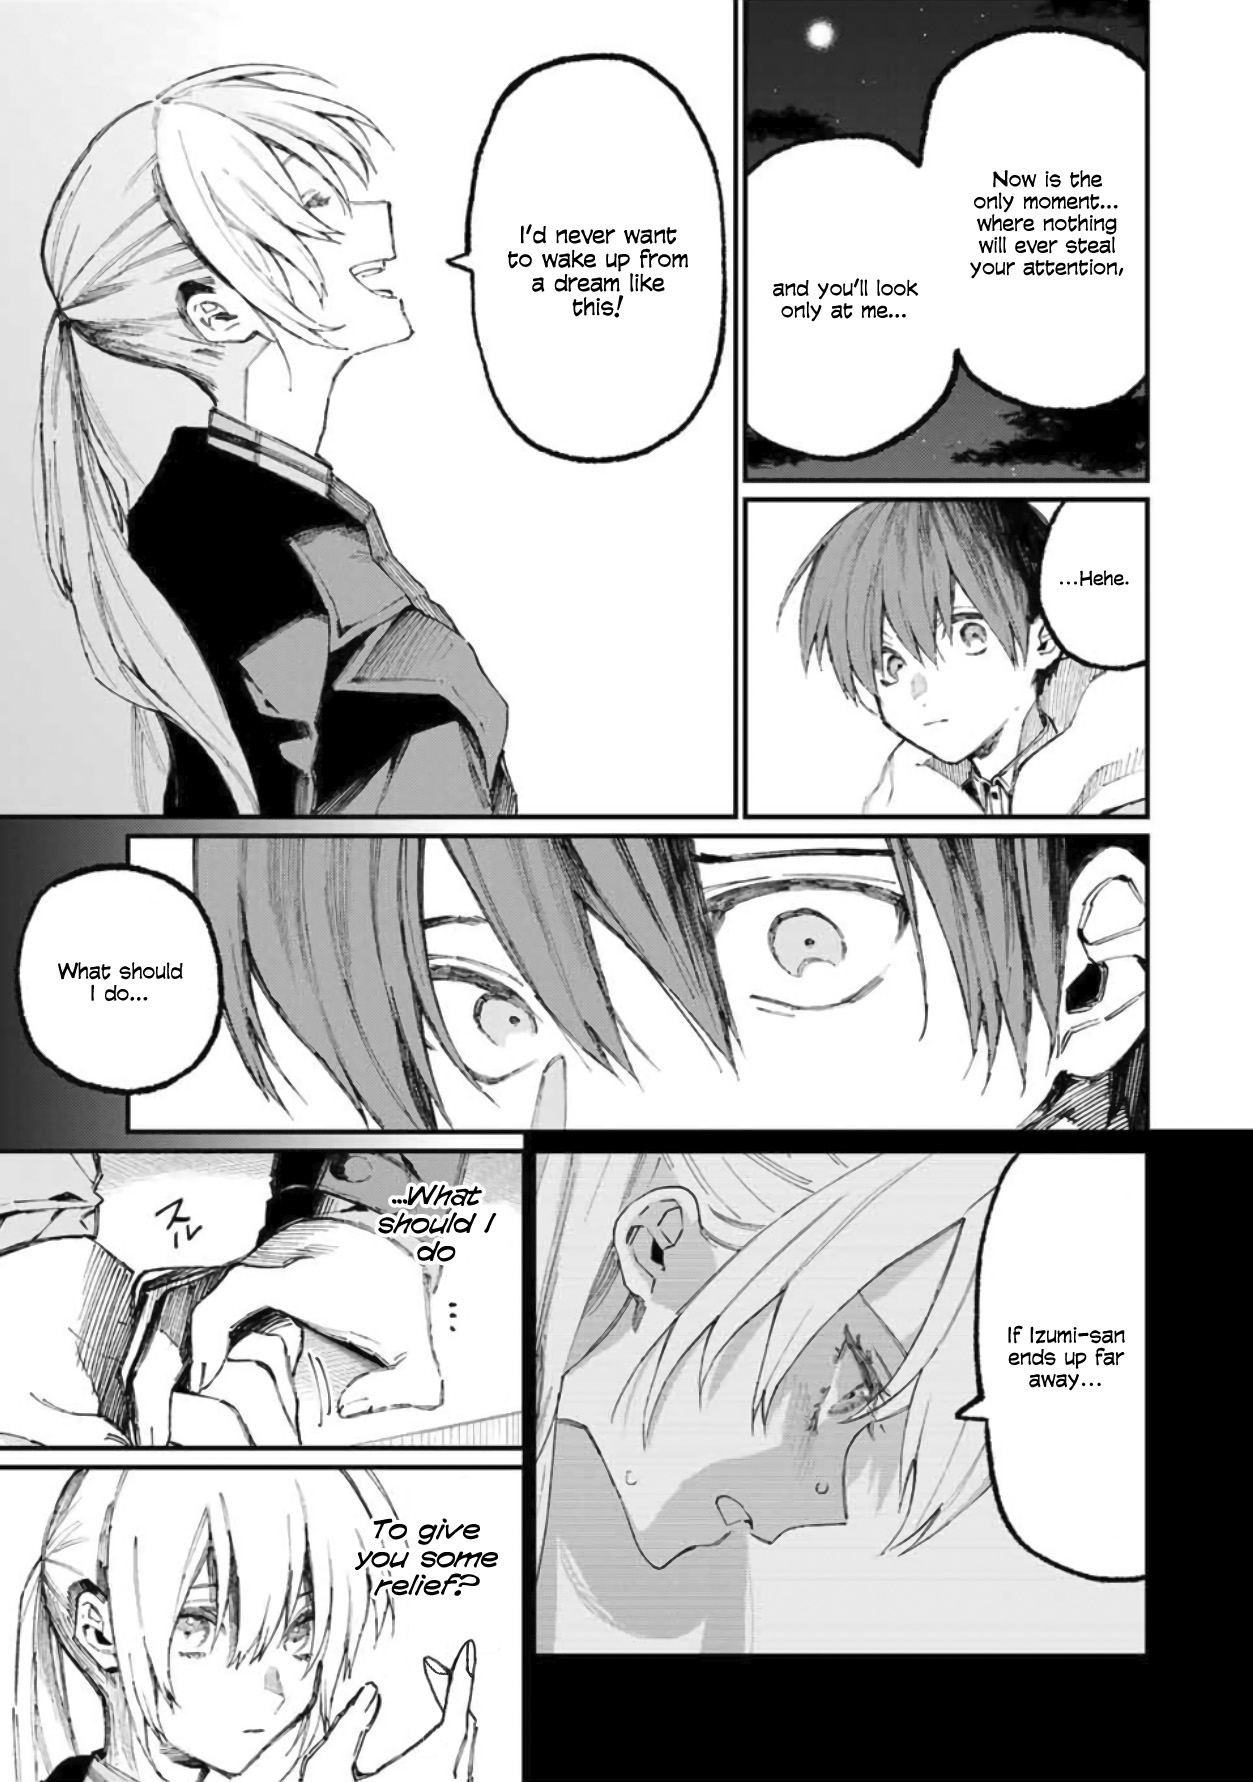 Now is the
only moment...
where nothing
will ever steal
your attention,
and you'll look
only at me...
I'd never want
to wake up from
a dream like
this!
...Hehe.
What should
I do...
If Izumi-san
ends up far
away...
...What
should I
do
...
スル
To give
you some
relief?